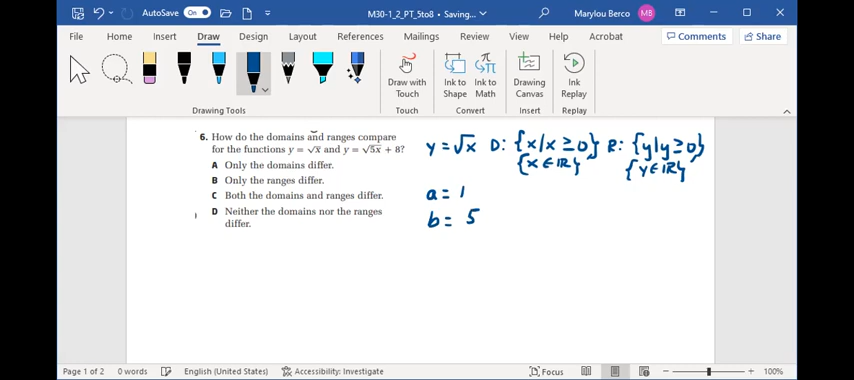 AutoSave On M30-1_2_PT_5to8 - Saving... Marylou Berco MB
File Home Insert Draw Design Layout References Mailings Review View Help Acrobat Comments Share
Draw with Touch Ink to Shape Ink to Math Drawing Canvas Ink Replay
Drawing Tools Touch Convert Insert Replay
6. How do the domains and ranges compare
for the functions y = √x and y = √5x + 8?
A Only the domains differ.
B Only the ranges differ.
C Both the domains and ranges differ.
D Neither the domains nor the ranges
differ.
y = √x D: {x|x ≥ 0} R: {y|y ≥ 0}
{x ∈ IR} {y ∈ IR}
a = 1
b = 5
Page 1 of 2 0 words English (United States) Accessibility: Investigate Focus 100%